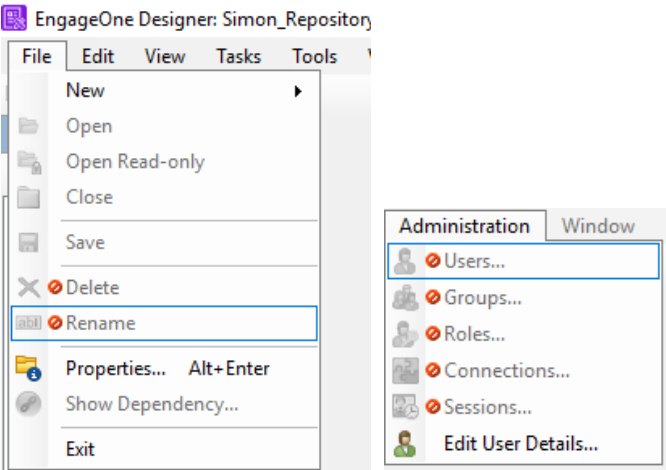 EngageOne Designer: Simon_Repository
File Edit View Tasks Tools
New
Open
Open Read-only
Close
Save
Delete
abl Rename
Properties... Alt+Enter
Show Dependency...
Exit
Administration Window
Users...
Groups...
Roles...
Connections...
Sessions...
Edit User Details...